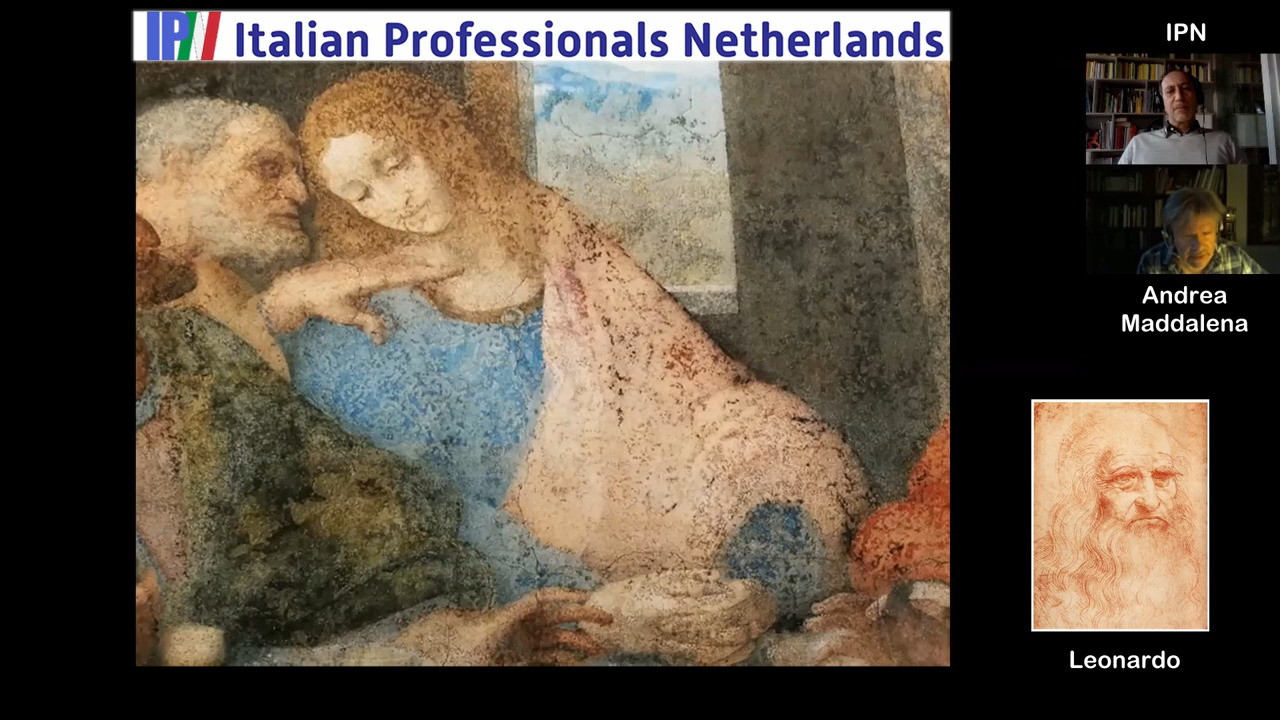 IPN Italian Professionals Netherlands
IPN
Andrea
Maddalena
Leonardo